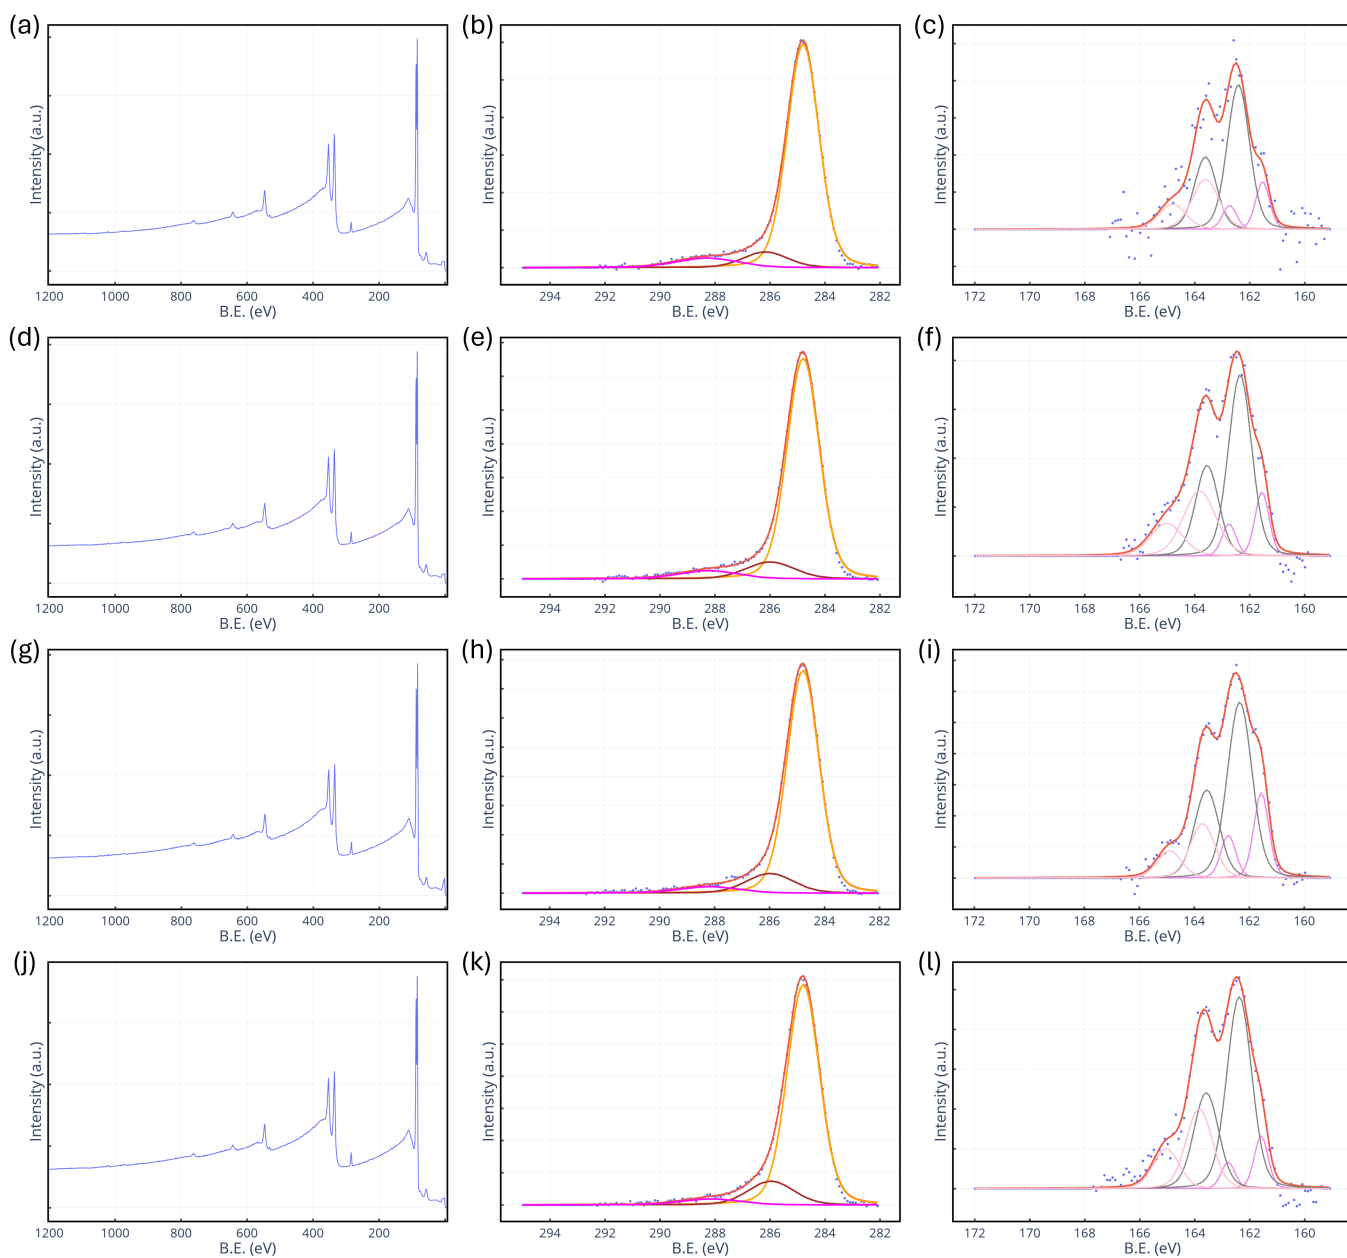 (a) (b) (c)
Intensity (a.u.) Intensity (a.u.) Intensity (a.u.)
1200 1000 800 600 400 200 294 292 290 288 286 284 282 172 170 168 166 164 162 160
B.E. (eV) B.E. (eV) B.E. (eV)
(d) (e) (f)
Intensity (a.u.) Intensity (a.u.) Intensity (a.u.)
1200 1000 800 600 400 200 294 292 290 288 286 284 282 172 170 168 166 164 162 160
B.E. (eV) B.E. (eV) B.E. (eV)
(g) (h) (i)
Intensity (a.u.) Intensity (a.u.) Intensity (a.u.)
1200 1000 800 600 400 200 294 292 290 288 286 284 282 172 170 168 166 164 162 160
B.E. (eV) B.E. (eV) B.E. (eV)
(j) (k) (l)
Intensity (a.u.) Intensity (a.u.) Intensity (a.u.)
1200 1000 800 600 400 200 294 292 290 288 286 284 282 172 170 168 166 164 162 160
B.E. (eV) B.E. (eV) B.E. (eV)